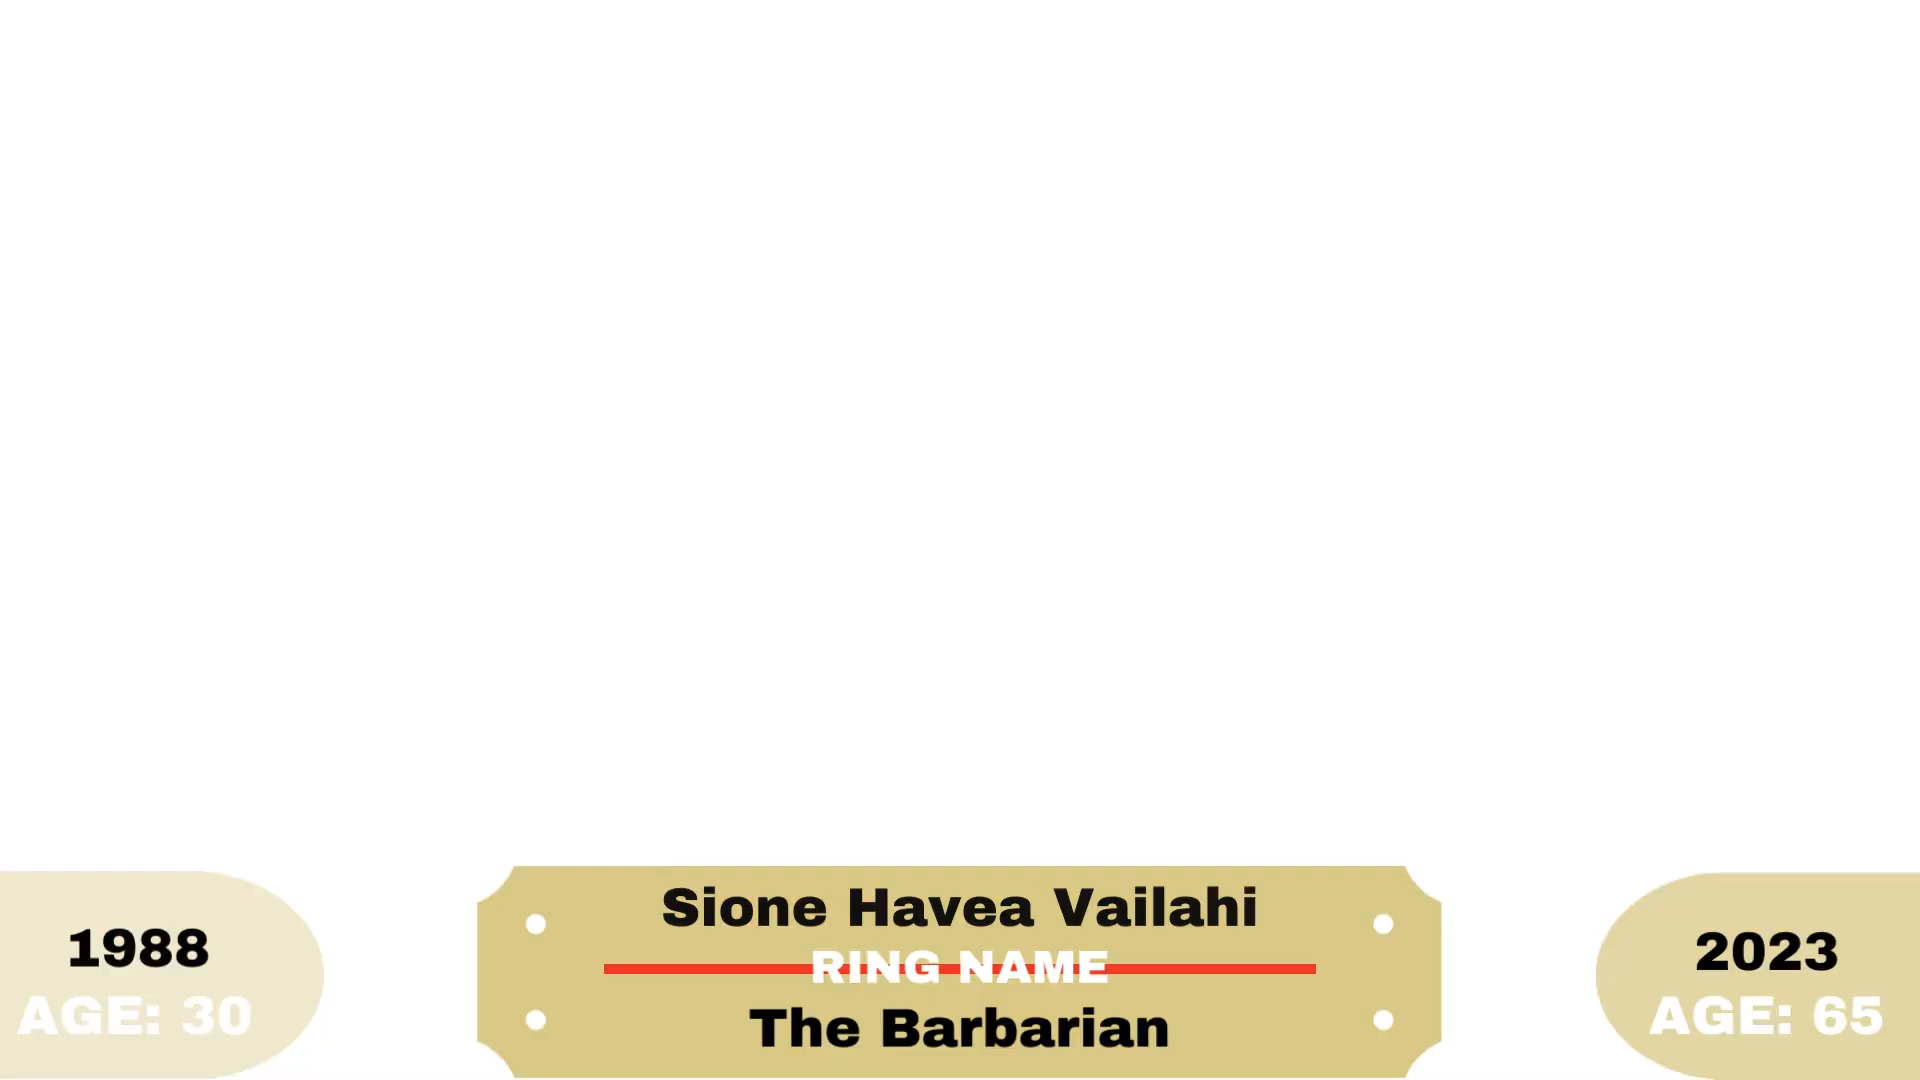 1988
AGE: 30
Sione Havea Vailahi
RING NAME
The Barbarian
2023
AGE: 65